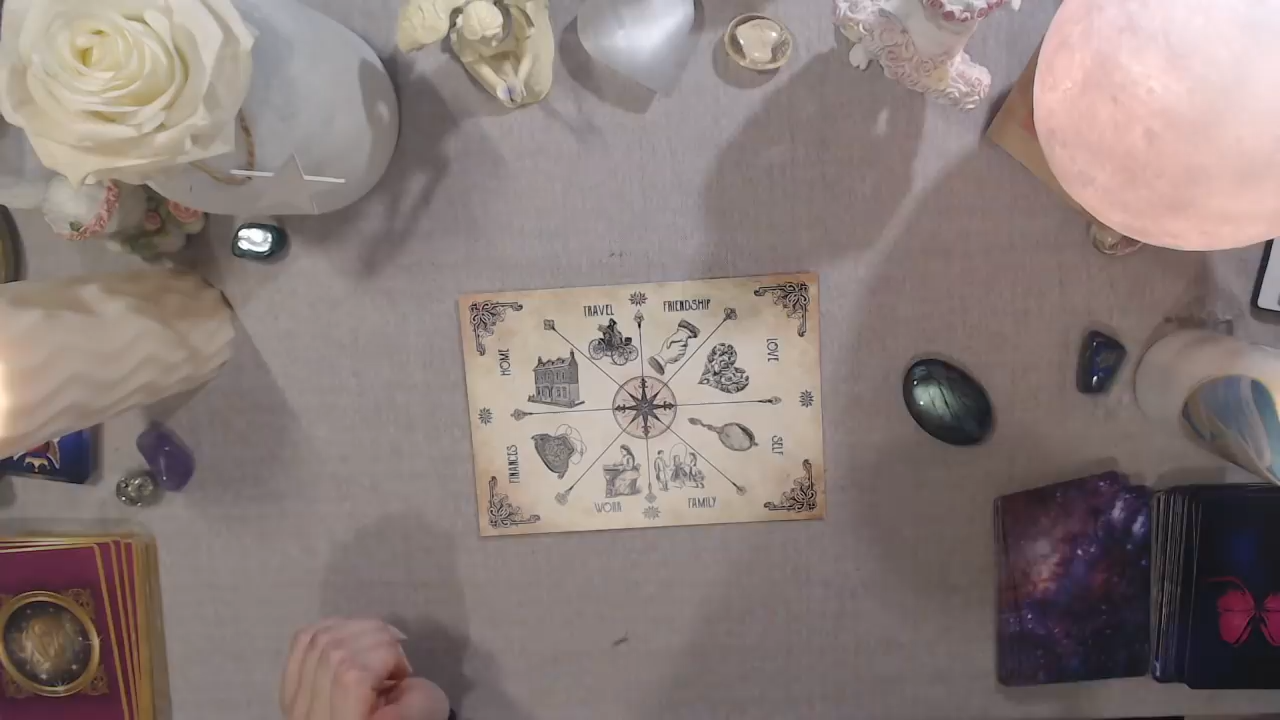 TRAVEL
FRIENDSHIP
HOME
LOVE
FINANCES
SELF
WORK
FAMILY